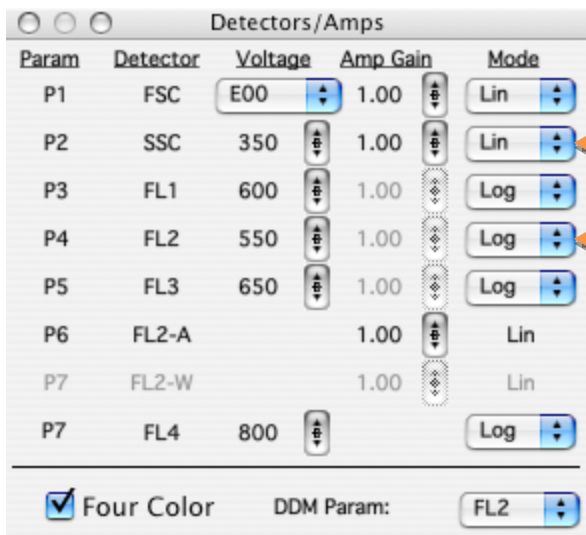 Detectors/Amps
Param Detector Voltage Amp Gain Mode
P1 FSC E00 1.00 Lin
P2 SSC 350 1.00 Lin
P3 FL1 600 1.00 Log
P4 FL2 550 1.00 Log
P5 FL3 650 1.00 Log
P6 FL2-A 1.00 Lin
P7 FL2-W 1.00 Lin
P7 FL4 800 Log
Four Color DDM Param: FL2